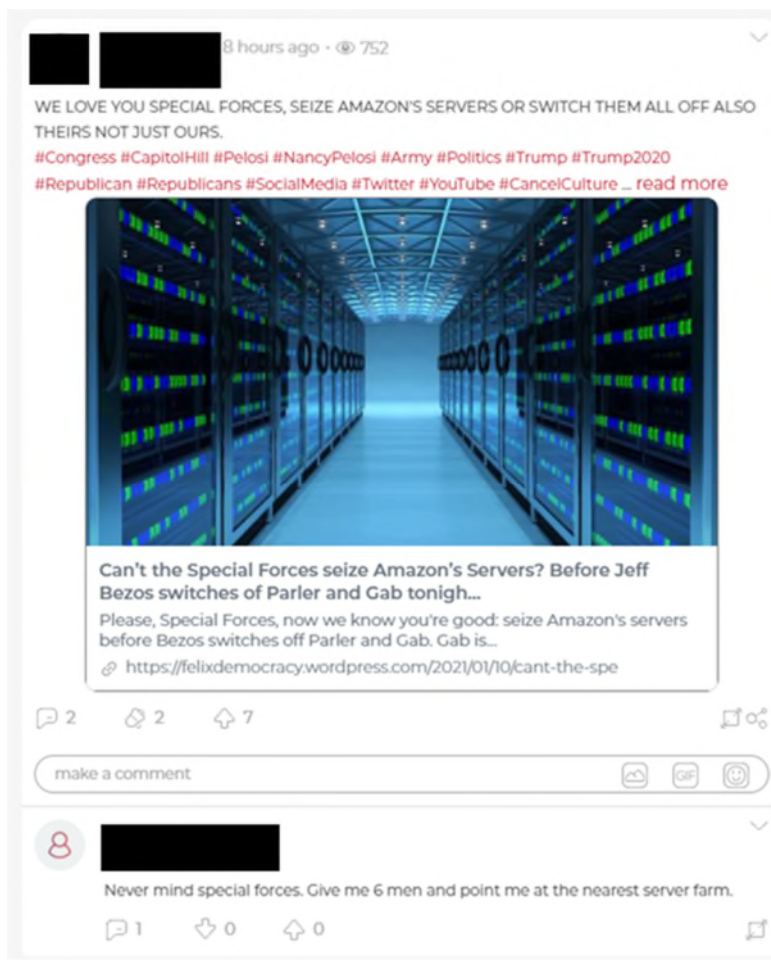 8 hours ago · 752
WE LOVE YOU SPECIAL FORCES, SEIZE AMAZON'S SERVERS OR SWITCH THEM ALL OFF ALSO
THEIRS NOT JUST OURS.
#Congress #CapitolHill #Pelosi #NancyPelosi #Army #Politics #Trump #Trump2020
#Republican #Republicans #SocialMedia #Twitter #YouTube #CancelCulture ... read more
Can't the Special Forces seize Amazon's Servers? Before Jeff
Bezos switches of Parler and Gab tonigh...
Please, Special Forces, now we know you're good: seize Amazon's servers
before Bezos switches off Parler and Gab. Gab is...
https://felixdemocracy.wordpress.com/2021/01/10/cant-the-spe
2 2 7
make a comment GIF
Never mind special forces. Give me 6 men and point me at the nearest server farm.
1 0 0